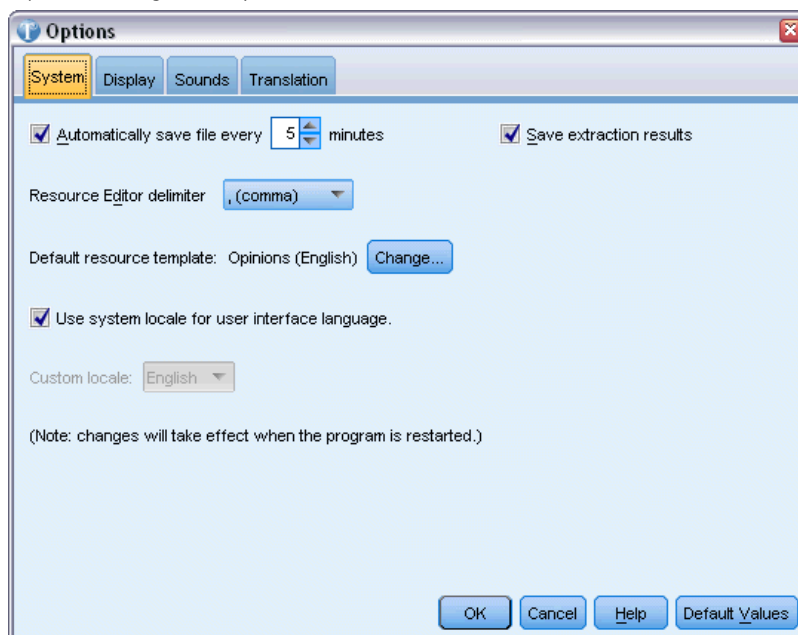 Options
System Display Sounds Translation
Automatically save file every 5 minutes Save extraction results
Resource Editor delimiter , (comma)
Default resource template: Opinions (English) Change...
Use system locale for user interface language.
Custom locale: English
(Note: changes will take effect when the program is restarted.)
OK Cancel Help Default Values